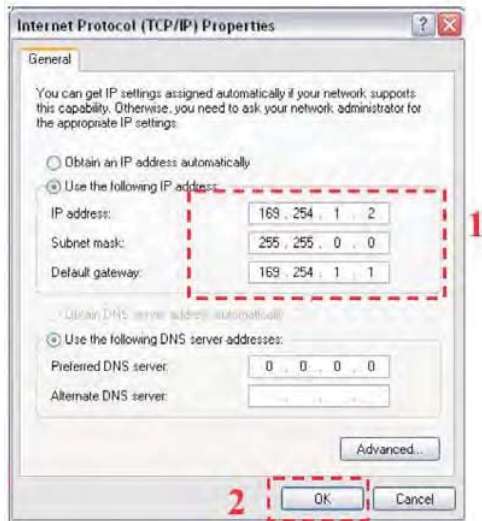 Internet Protocol (TCP/IP) Properties
General
You can get IP settings assigned automatically if your network supports
this capability. Otherwise, you need to ask your network administrator for
the appropriate IP settings.
Obtain an IP address automatically
Use the following IP address:
IP address: 169 . 254 . 1 . 2
1
Subnet mask: 255 . 255 . 0 . 0
Default gateway: 169 . 254 . 1 . 1
Obtain DNS server address automatically
Use the following DNS server addresses:
Preferred DNS server: 0 . 0 . 0 . 0
Alternate DNS server: . . .
Advanced...
2
OK Cancel